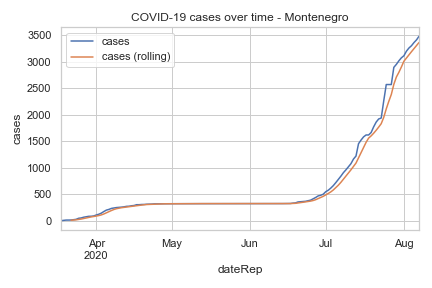 COVID-19 cases over time - Montenegro
cases
cases (rolling)
cases
3500
3000
2500
2000
1500
1000
500
0
Apr
2020
May
Jun
Jul
Aug
dateRep